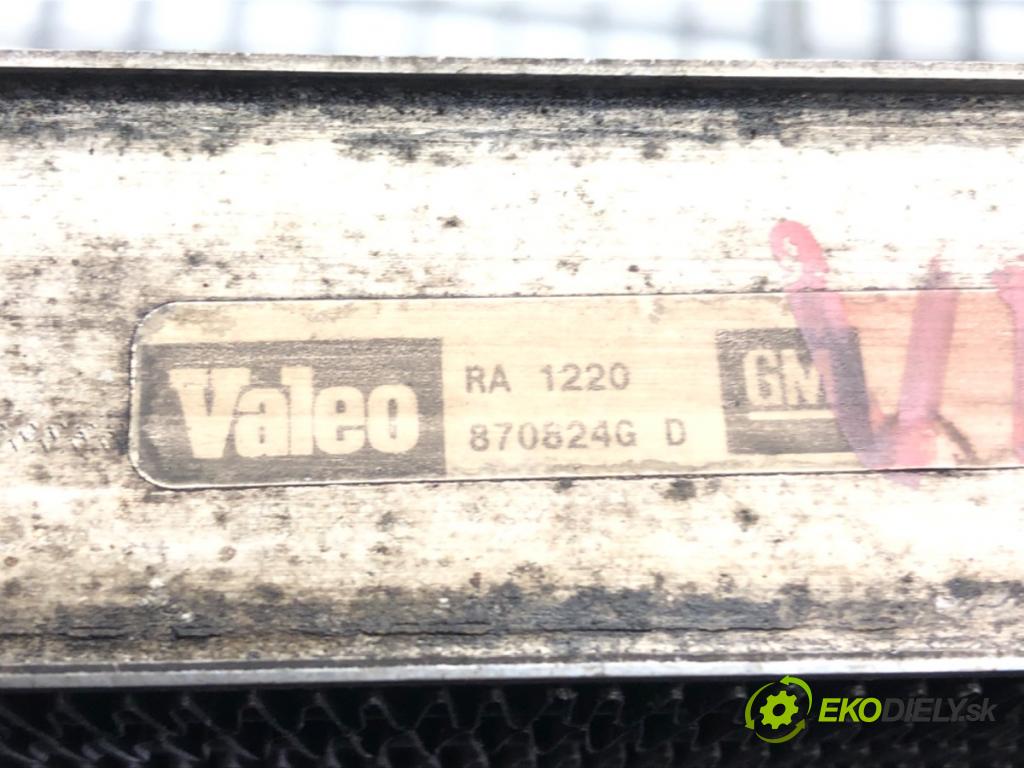 Valeo
RA 1220
870824G D
GM
EKODIELY.sk